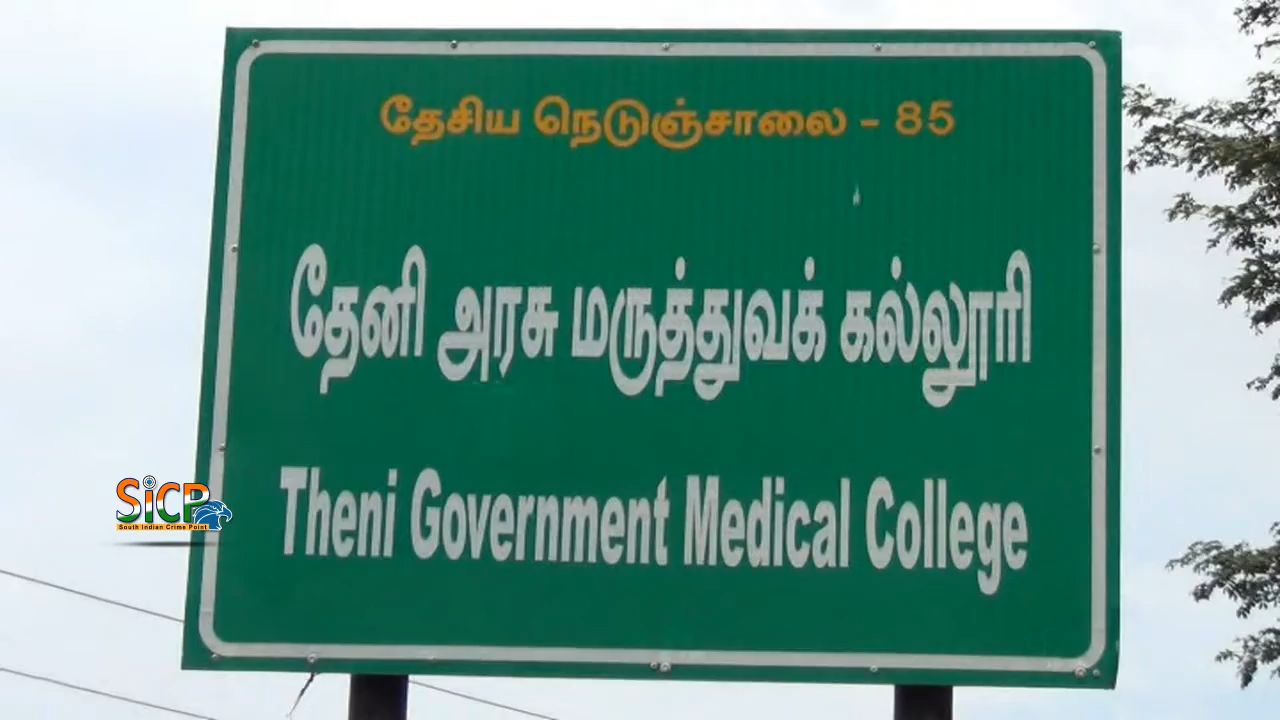 தேசிய நெடுஞ்சாலை - 85
தேனி அரசு மருத்துவக் கல்லூரி
Theni Government Medical College
SiCP
South Indian Crime Point